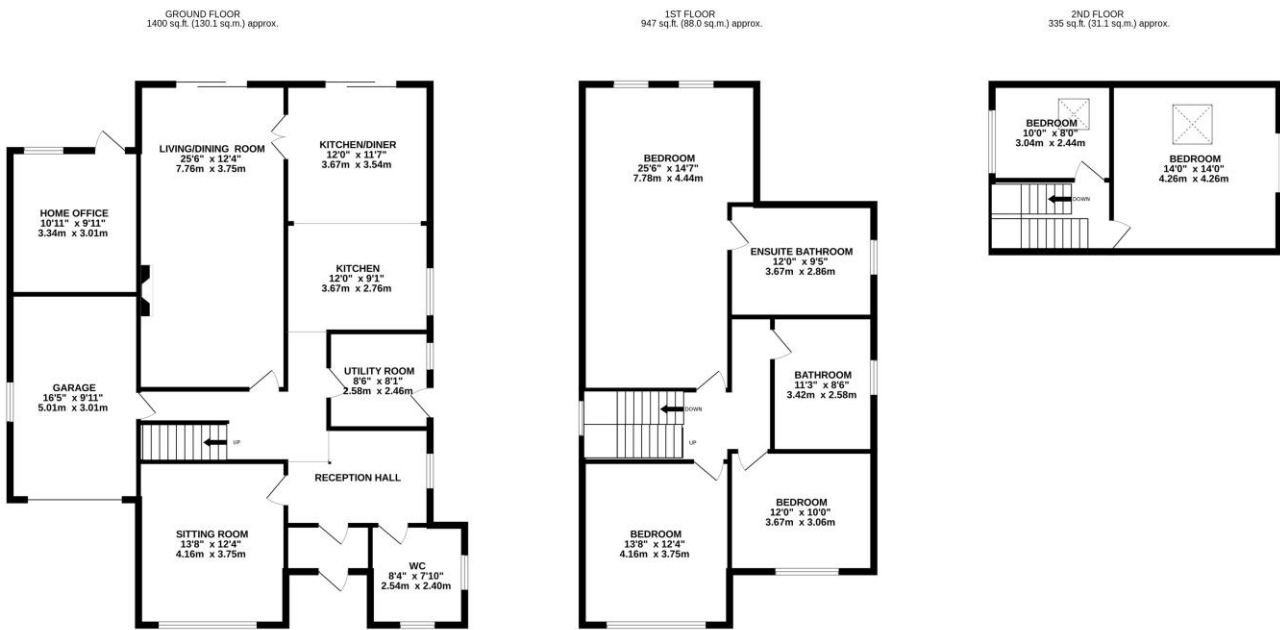 GROUND FLOOR
1400 sq.ft. (130.1 sq.m.) approx.
LIVING/DINING ROOM
25'6" x 12'4"
7.76m x 3.75m
KITCHEN/DINER
12'0" x 11'7"
3.67m x 3.54m
HOME OFFICE
10'11" x 9'11"
3.34m x 3.01m
KITCHEN
12'0" x 9'1"
3.67m x 2.76m
GARAGE
16'5" x 9'11"
5.01m x 3.01m
UTILITY ROOM
8'6" x 8'1"
2.58m x 2.46m
UP
RECEPTION HALL
SITTING ROOM
13'8" x 12'4"
4.16m x 3.75m
WC
8'4" x 7'10"
2.54m x 2.40m
1ST FLOOR
947 sq.ft. (88.0 sq.m.) approx.
BEDROOM
25'6" x 14'7"
7.78m x 4.44m
ENSUITE BATHROOM
12'0" x 9'5"
3.67m x 2.86m
BATHROOM
11'3" x 8'6"
3.42m x 2.58m
DOWN
UP
BEDROOM
12'0" x 10'0"
3.67m x 3.06m
BEDROOM
13'8" x 12'4"
4.16m x 3.75m
2ND FLOOR
335 sq.ft. (31.1 sq.m.) approx.
BEDROOM
10'0" x 8'0"
3.04m x 2.44m
BEDROOM
14'0" x 14'0"
4.26m x 4.26m
DOWN